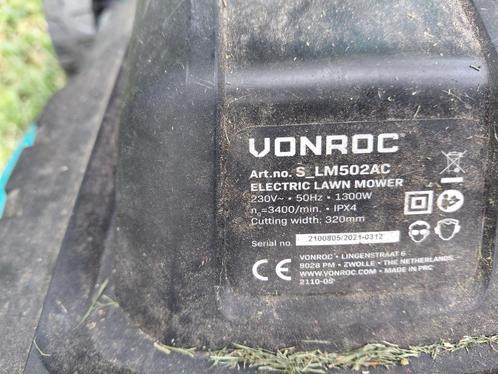 VONROC
Art.no. S_LM502AC
ELECTRIC LAWN MOWER
230V~ • 50Hz • 1300W
n₀=3400/min. • IPX4
Cutting width: 320mm
Serial no. 2100805/2021-0312
VONROC • LINGENSTRAAT 6
8028 PM • ZWOLLE • THE NETHERLANDS
WWW.VONROC.COM • MADE IN PRC
2110-05
CE